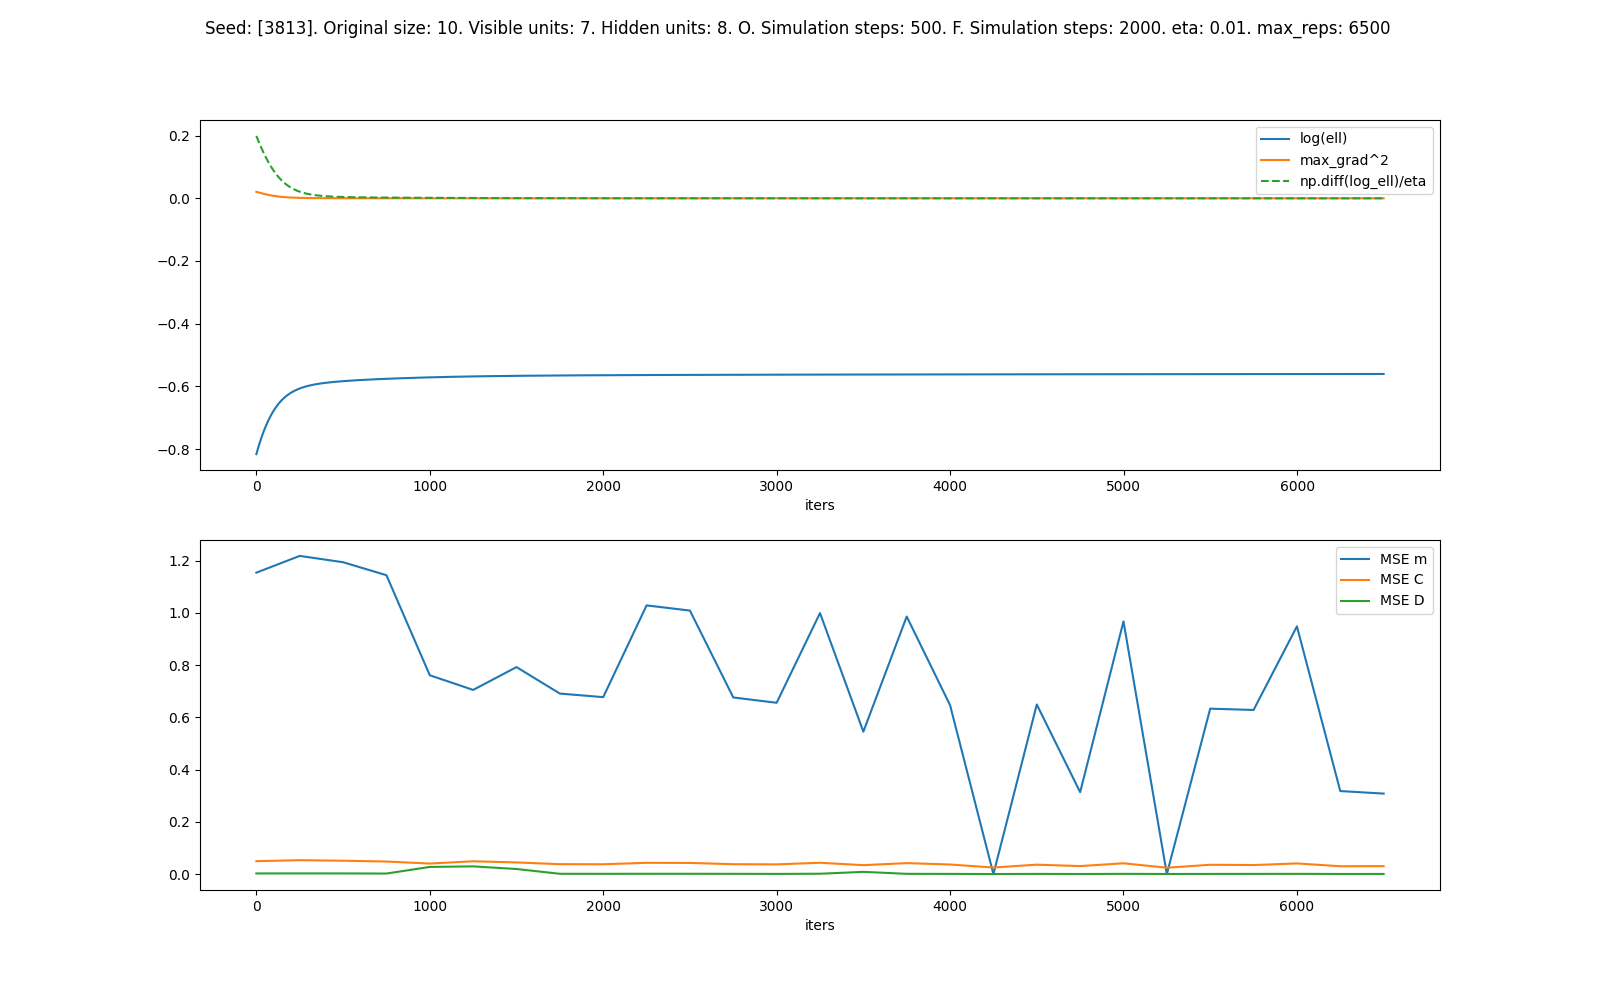 Seed: [3813]. Original size: 10. Visible units: 7. Hidden units: 8. O. Simulation steps: 500. F. Simulation steps: 2000. eta: 0.01. max_reps: 6500
log(ell)
max_grad^2
np.diff(log_ell)/eta
0.2
0.0
−0.2
−0.4
−0.6
−0.8
0 1000 2000 3000 4000 5000 6000
iters
MSE m
MSE C
MSE D
1.2
1.0
0.8
0.6
0.4
0.2
0.0
0 1000 2000 3000 4000 5000 6000
iters